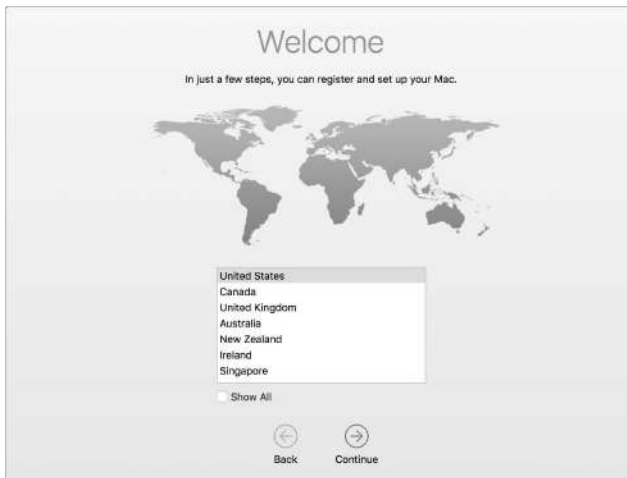 Welcome
In just a few steps, you can register and set up your Mac.
United States
Canada
United Kingdom
Australia
New Zealand
Ireland
Singapore
Show All
Back Continue